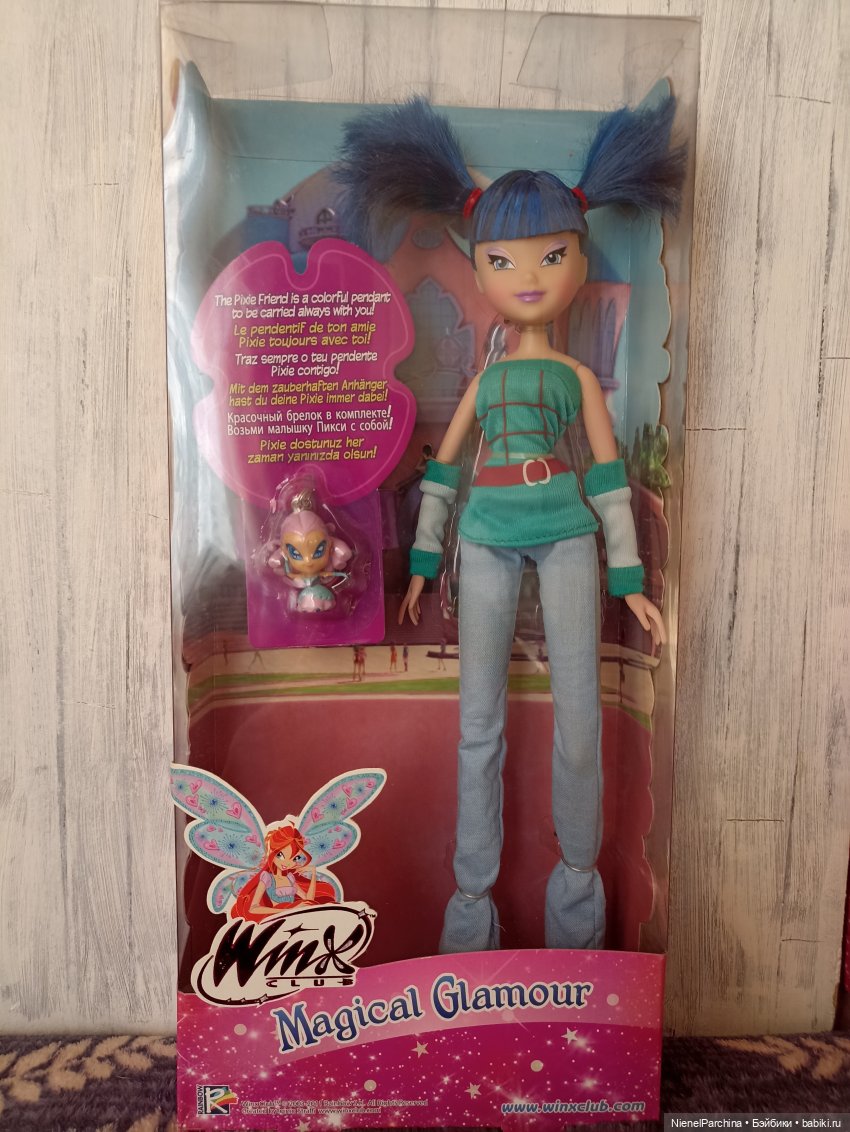 The Pixie Friend is a colorful pendant
to be carried always with you!
Le pendentif de ton amie
Pixie toujours avec toi!
Traz sempre o teu pendente
Pixie contigo!
Mit dem zauberhaften Anhänger
hast du deine Pixie immer dabei!
Красочный брелок в комплекте!
Возьми малышку Пикси с собой!
Pixie dostunuz her
zaman yanınızda olsun!
Winx
CLUB
Magical Glamour
RAINBOW
www.winxclub.com
NienelParchina • Бэйбики • babiki.ru